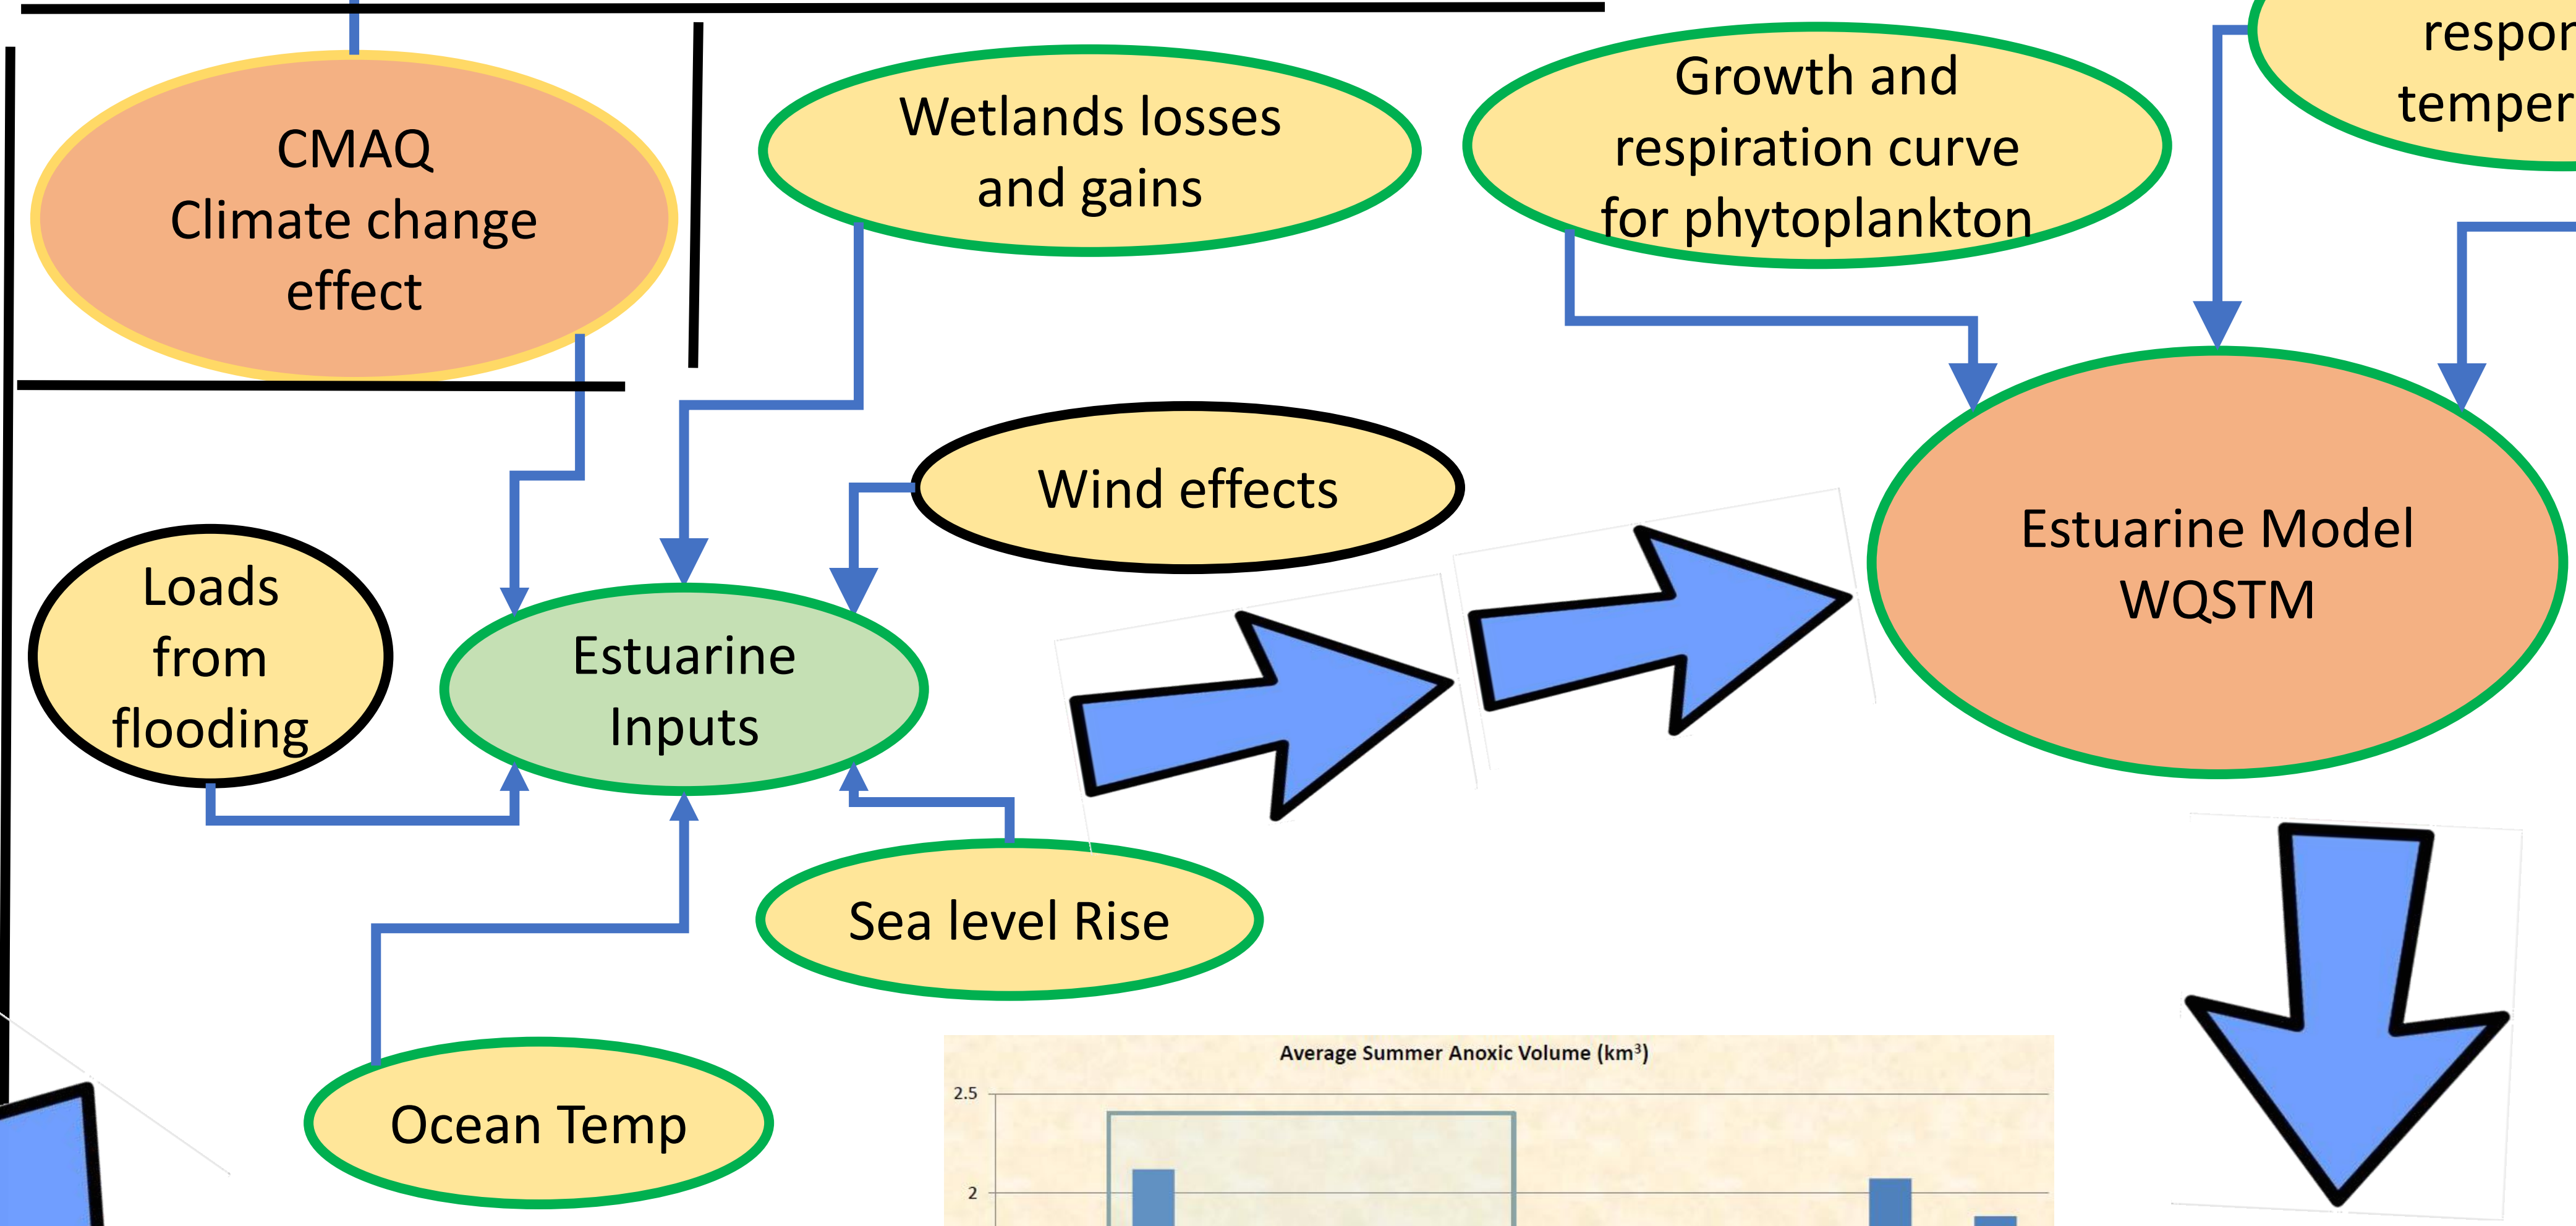 CMAQ
Climate change
effect
Wetlands losses
and gains
Growth and
respiration curve
for phytoplankton
Wind effects
Loads
from
flooding
Estuarine
Inputs
Estuarine Model
WQSTM
Sea level Rise
Ocean Temp
Average Summer Anoxic Volume (km³)
2.5
2